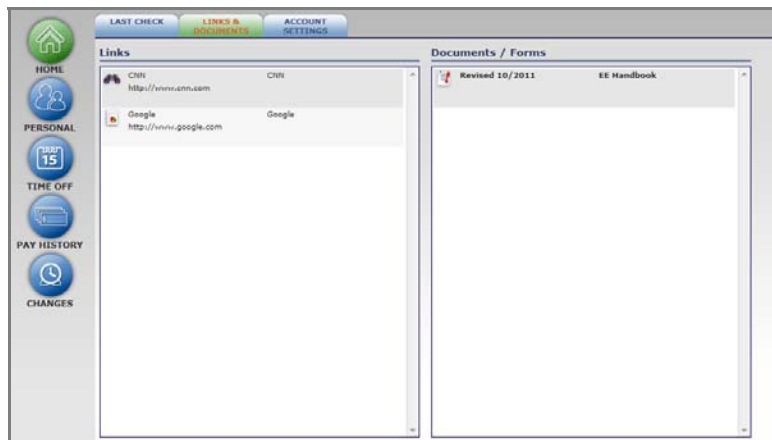 LAST CHECK
LINKS &
DOCUMENTS
ACCOUNT
SETTINGS
HOME
PERSONAL
15
TIME OFF
PAY HISTORY
CHANGES
Links
CNN CNN
http://www.cnn.com
Google Google
http://www.google.com
Documents / Forms
Revised 10/2011 EE Handbook